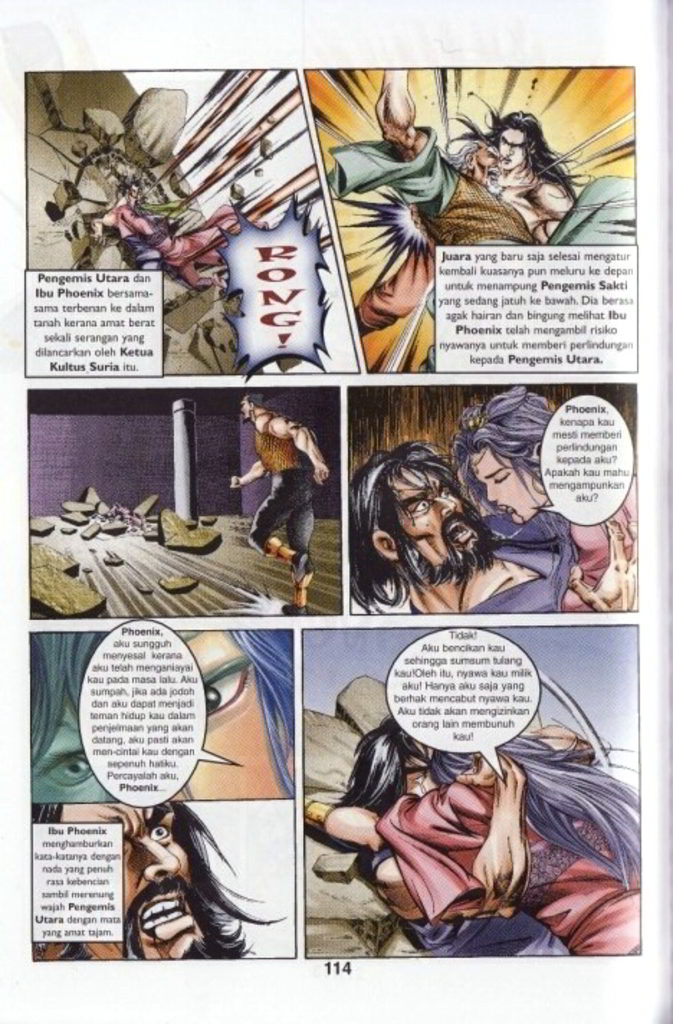 RONG!
Pengemis Utara dan
Ibu Phoenix bersama-
sama terbenan ke dalam
tanah kerana amat berat
sekali serangan yang
dilancarkan oleh Ketua
Kultus Suria itu.
Juara yang baru saja selesai mengatur
kembali kuasanya pun meluru ke depan
untuk menampung Pengemis Sakti
yang sedang jatuh ke bawah. Dia berasa
agak hairan dan bingung melihat Ibu
Phoenix telah mengambil risiko
nyawanya untuk memberi perlindungan
kepada Pengemis Utara.
Phoenix,
kenapa kau
mesti memberi
perlindungan
kepada aku?
Apakah kau mahu
mengampunkan
aku?
Phoenix,
aku sungguh
menyesal kerana
aku telah menganiayai
kau pada masa lalu. Aku
sumpah, jika ada jodoh
dan aku dapat menjadi
teman hidup kau dalam
penjelmaan yang akan
datang, aku pasti akan
men-cintai kau dengan
sepenuh hatiku.
Percayalah aku,
Phoenix...
Ibu Phoenix
menghamburkan
kata-katanya dengan
nada yang penuh
rasa kebencian
sambil merenung
wajah Pengemis
Utara dengan mata
yang amat tajam.
Tidak!
Aku bencikan kau
sehingga sumsum tulang
kau!Oleh itu, nyawa kau milik
aku! Hanya aku saja yang
berhak mencabut nyawa kau.
Aku tidak akan mengizinkan
orang lain membunuh
kau!
114